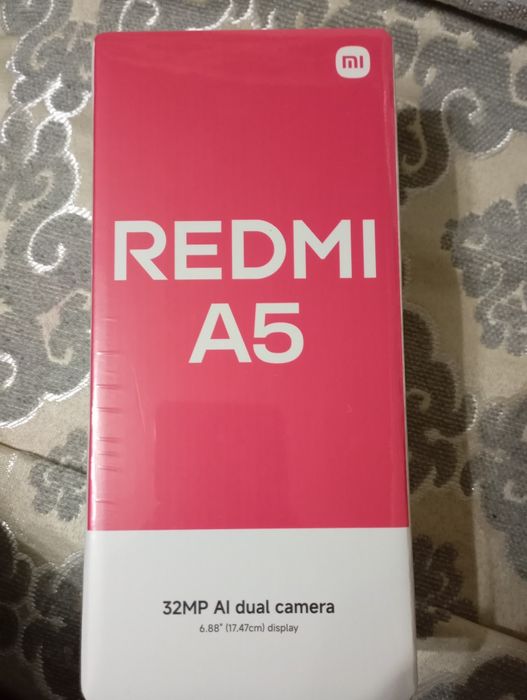 mi
REDMI
A5
32MP AI dual camera
6.88" (17.47cm) display